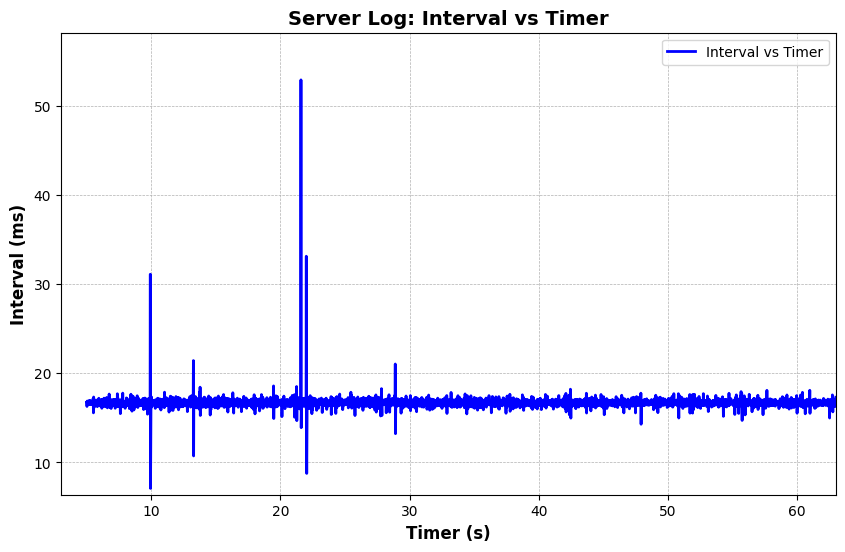 Server Log: Interval vs Timer
Interval vs Timer
50
40
30
20
10
Interval (ms)
10 20 30 40 50 60
Timer (s)